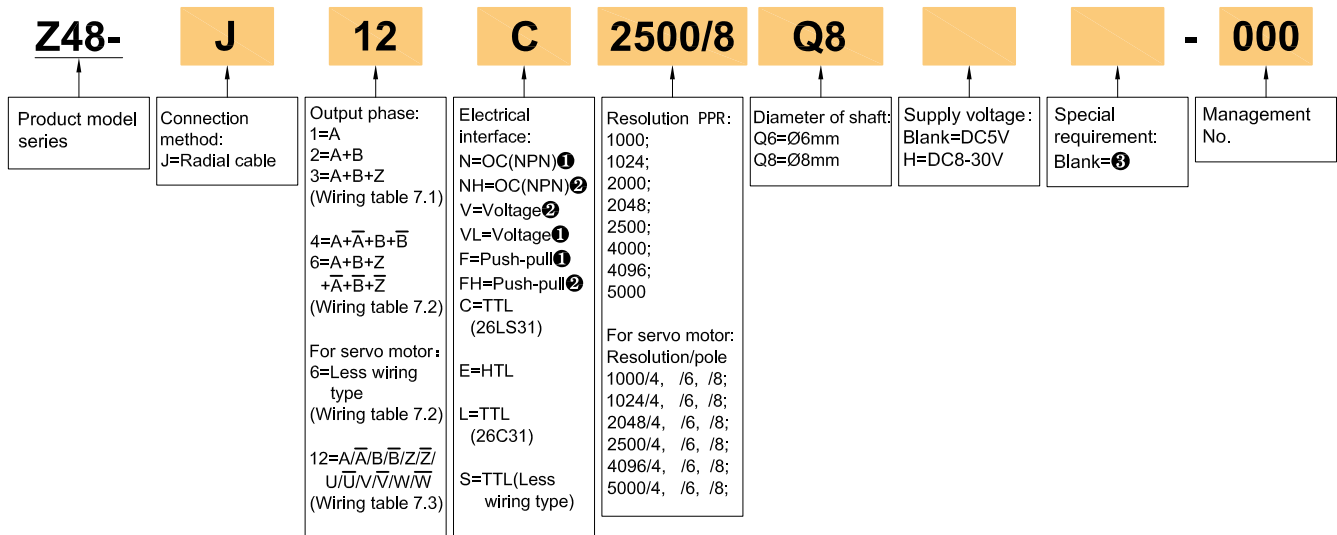 Z48- J 12 C 2500/8 Q8 - 000
Product model
series
Connection
method:
J=Radial cable
Output phase:
1=A
2=A+B
3=A+B+Z
(Wiring table 7.1)
4=A+A̅+B+B̅
6=A+B+Z
+A̅+B̅+Z̅
(Wiring table 7.2)
For servo motor:
6=Less wiring
type
(Wiring table 7.2)
12=A/A̅/B/B̅/Z/Z̅/
U/U̅/V/V̅/W/W̅
(Wiring table 7.3)
Electrical
interface:
N=OC(NPN)❶
NH=OC(NPN)❷
V=Voltage❷
VL=Voltage❶
F=Push-pull❶
FH=Push-pull❷
C=TTL
(26LS31)
E=HTL
L=TTL
(26C31)
S=TTL(Less
wiring type)
Resolution PPR:
1000;
1024;
2000;
2048;
2500;
4000;
4096;
5000
For servo motor:
Resolution/pole
1000/4, /6, /8;
1024/4, /6, /8;
2048/4, /6, /8;
2500/4, /6, /8;
4096/4, /6, /8;
5000/4, /6, /8;
Diameter of shaft:
Q6=Ø6mm
Q8=Ø8mm
Supply voltage:
Blank=DC5V
H=DC8-30V
Special
requirement:
Blank=❸
Management
No.